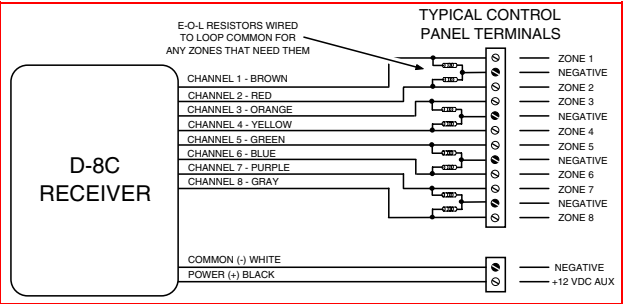 E-O-L RESISTORS WIRED
TO LOOP COMMON FOR
ANY ZONES THAT NEED THEM
TYPICAL CONTROL
PANEL TERMINALS
D-8C
RECEIVER
CHANNEL 1 - BROWN
CHANNEL 2 - RED
CHANNEL 3 - ORANGE
CHANNEL 4 - YELLOW
CHANNEL 5 - GREEN
CHANNEL 6 - BLUE
CHANNEL 7 - PURPLE
CHANNEL 8 - GRAY
COMMON (-) WHITE
POWER (+) BLACK
ZONE 1
NEGATIVE
ZONE 2
ZONE 3
NEGATIVE
ZONE 4
ZONE 5
NEGATIVE
ZONE 6
ZONE 7
NEGATIVE
ZONE 8
NEGATIVE
+12 VDC AUX